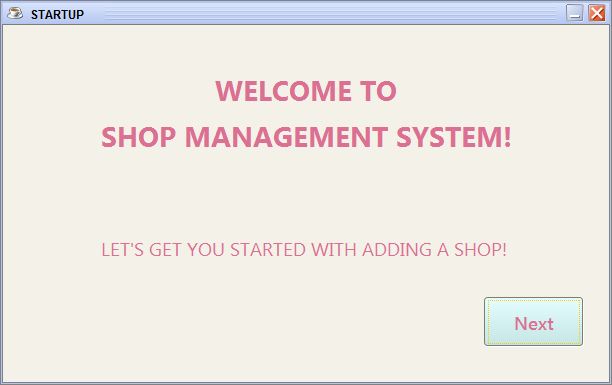 STARTUP
WELCOME TO
SHOP MANAGEMENT SYSTEM!
LET'S GET YOU STARTED WITH ADDING A SHOP!
Next